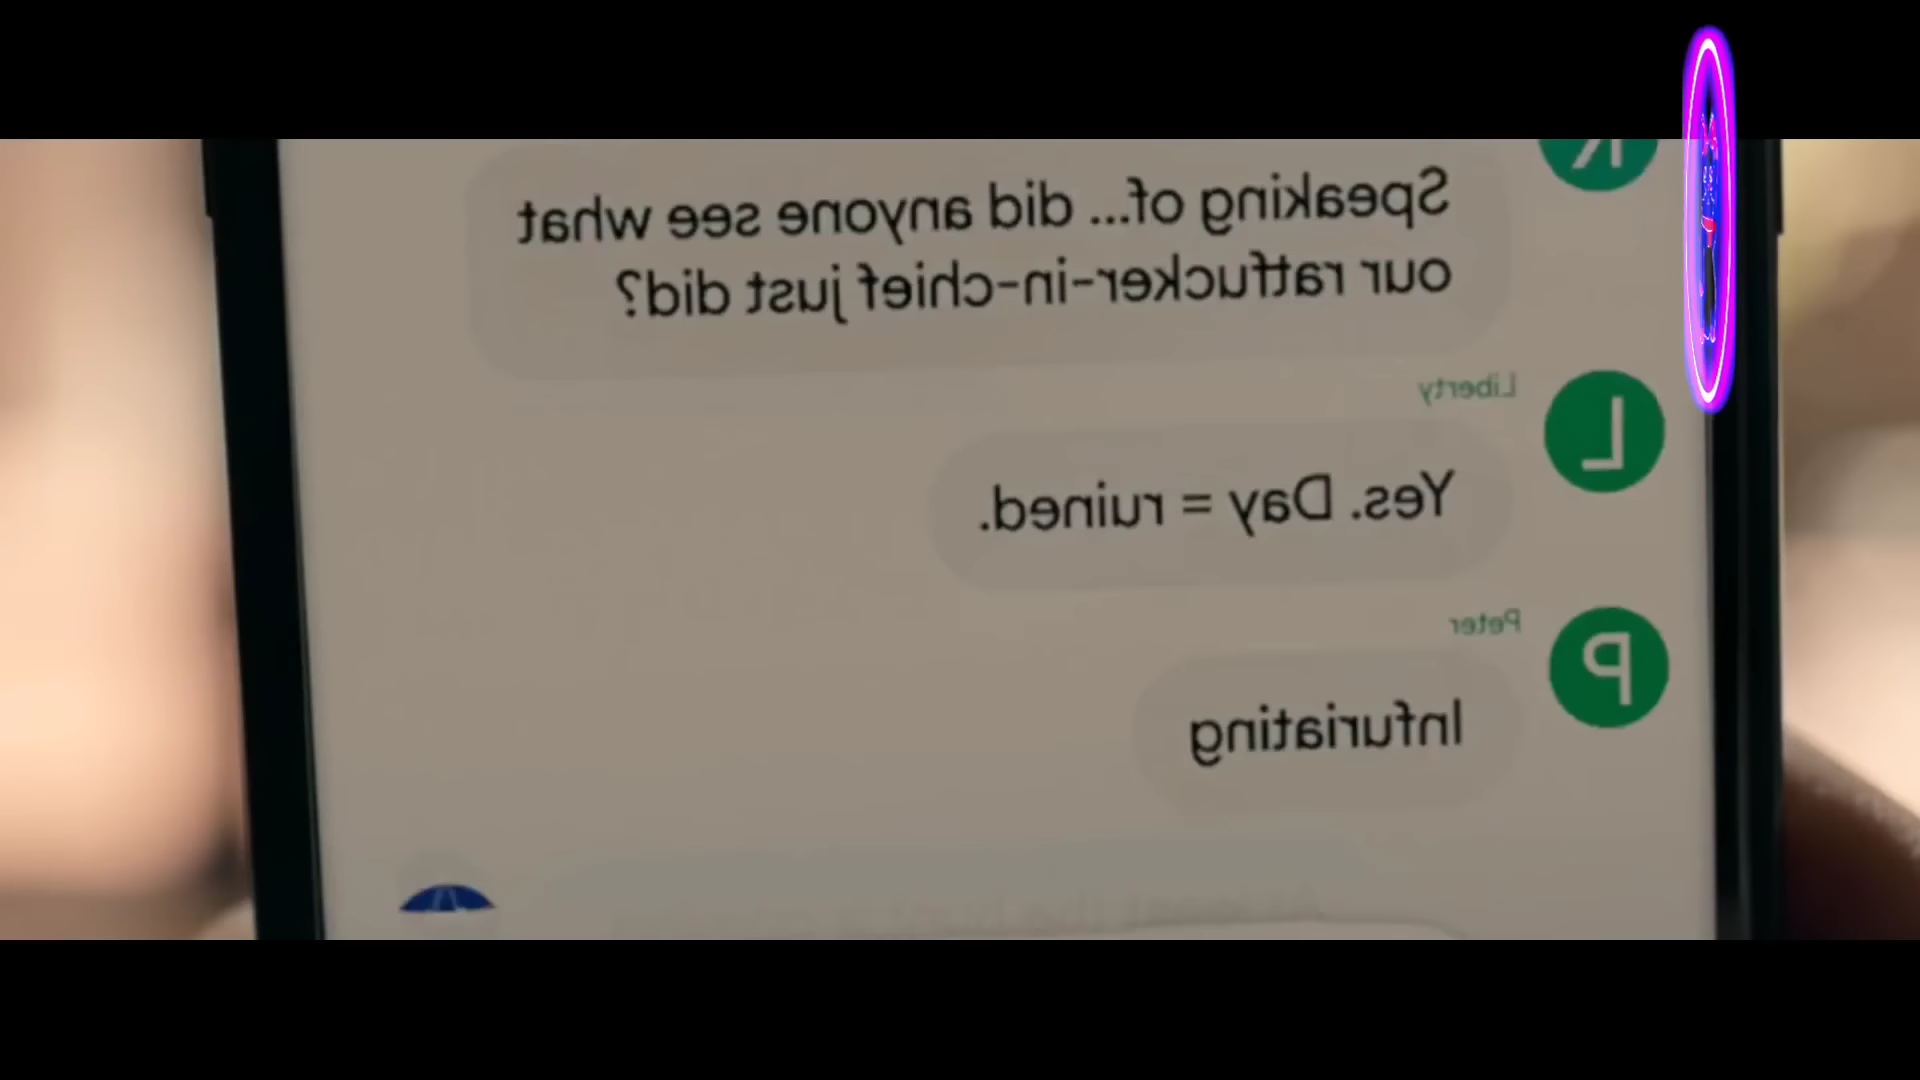 K
Speaking of... did anyone see what
our ratfucker-in-chief just did?
Liberty
L
Yes. Day = ruined.
Peter
P
Infuriating